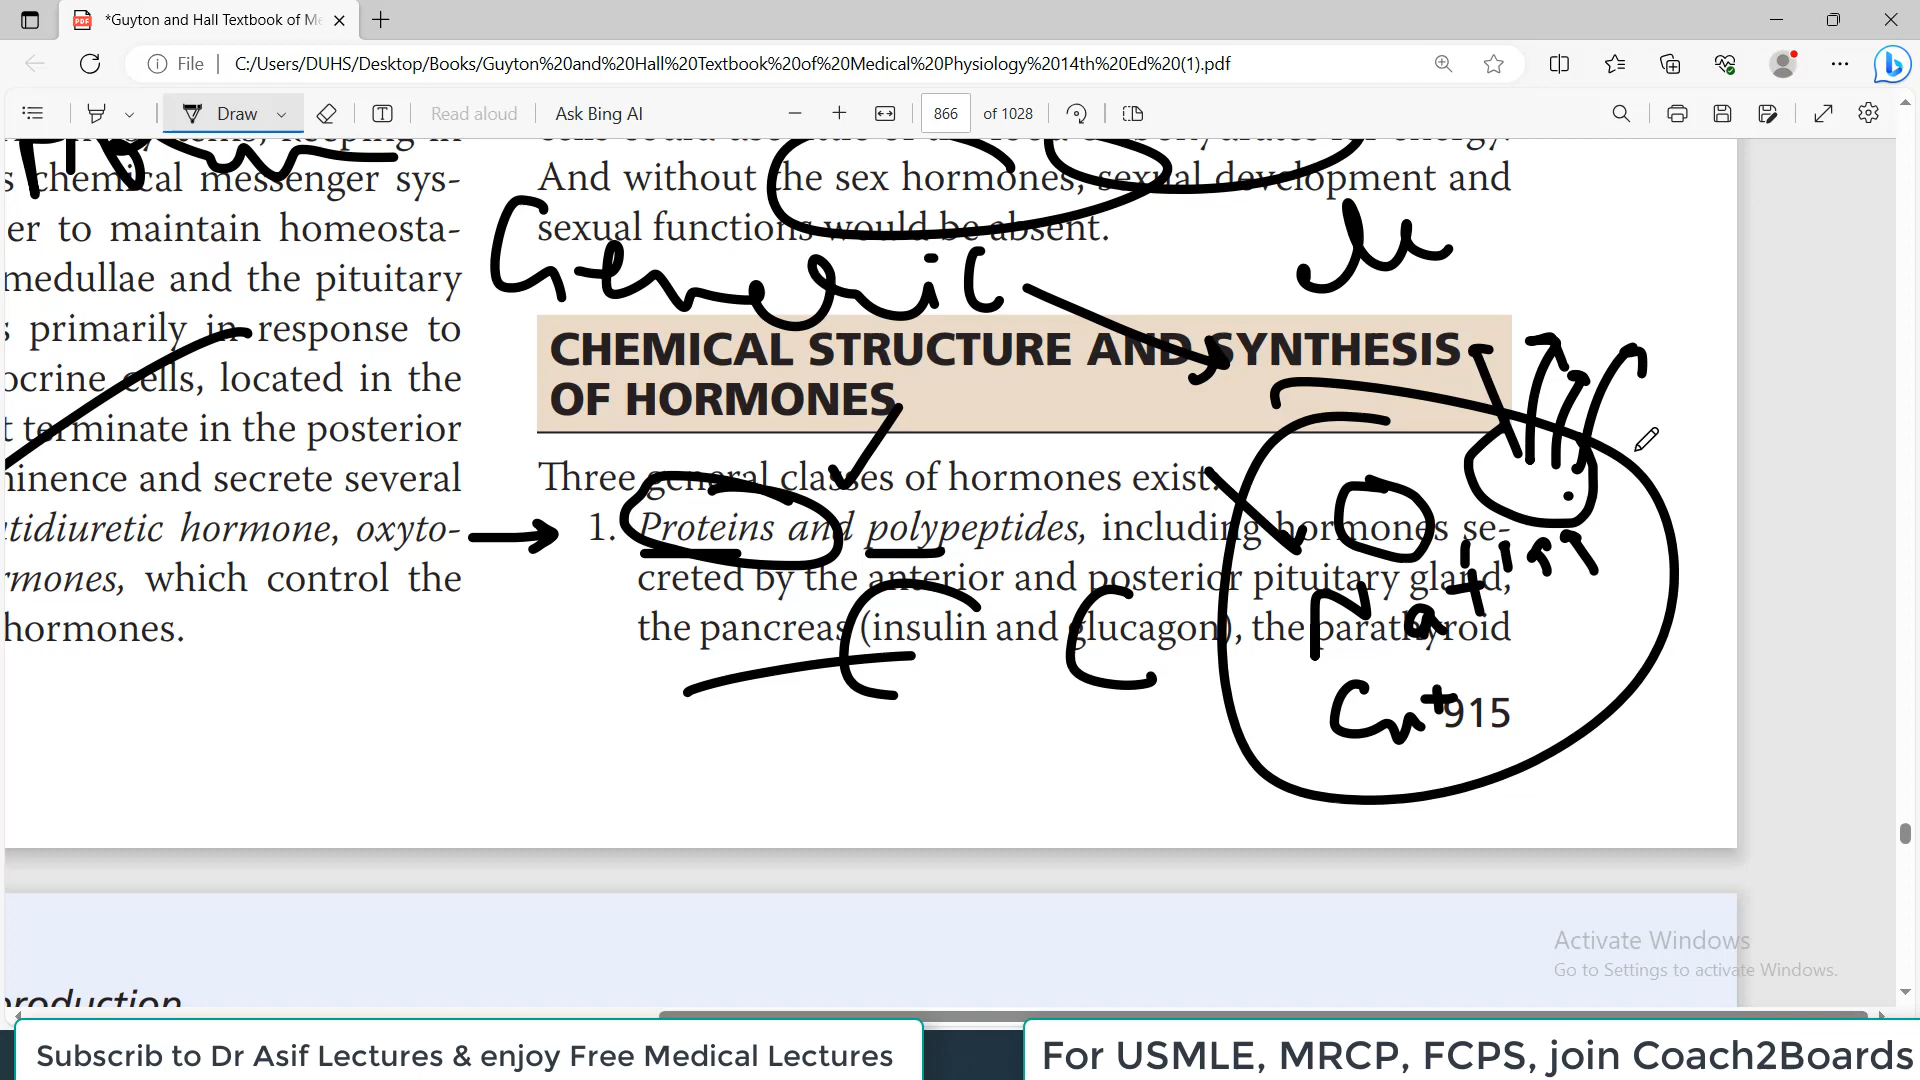 *Guyton and Hall Textbook of Me
File
C:/Users/DUHS/Desktop/Books/Guyton%20and%20Hall%20Textbook%20of%20Medical%20Physiology%2014th%20Ed%20(1).pdf
Draw
Read aloud
Ask Bing AI
866 of 1028
s chemical messenger sys-
er to maintain homeosta-
medullae and the pituitary
s primarily in response to
ocrine cells, located in the
t terminate in the posterior
inence and secrete several
tidiuretic hormone, oxyto-
rmones, which control the
hormones.
And without the sex hormones, sexual development and
sexual functions would be absent.
Generic
CHEMICAL STRUCTURE AND SYNTHESIS
OF HORMONES
Three general classes of hormones exist.
1. Proteins and polypeptides, including hormones se-
creted by the anterior and posterior pituitary gland,
the pancreas (insulin and glucagon), the parathyroid
Na+
915
roduction
Activate Windows
Go to Settings to activate Windows.
Subscrib to Dr Asif Lectures & enjoy Free Medical Lectures
For USMLE, MRCP, FCPS, join Coach2Boards